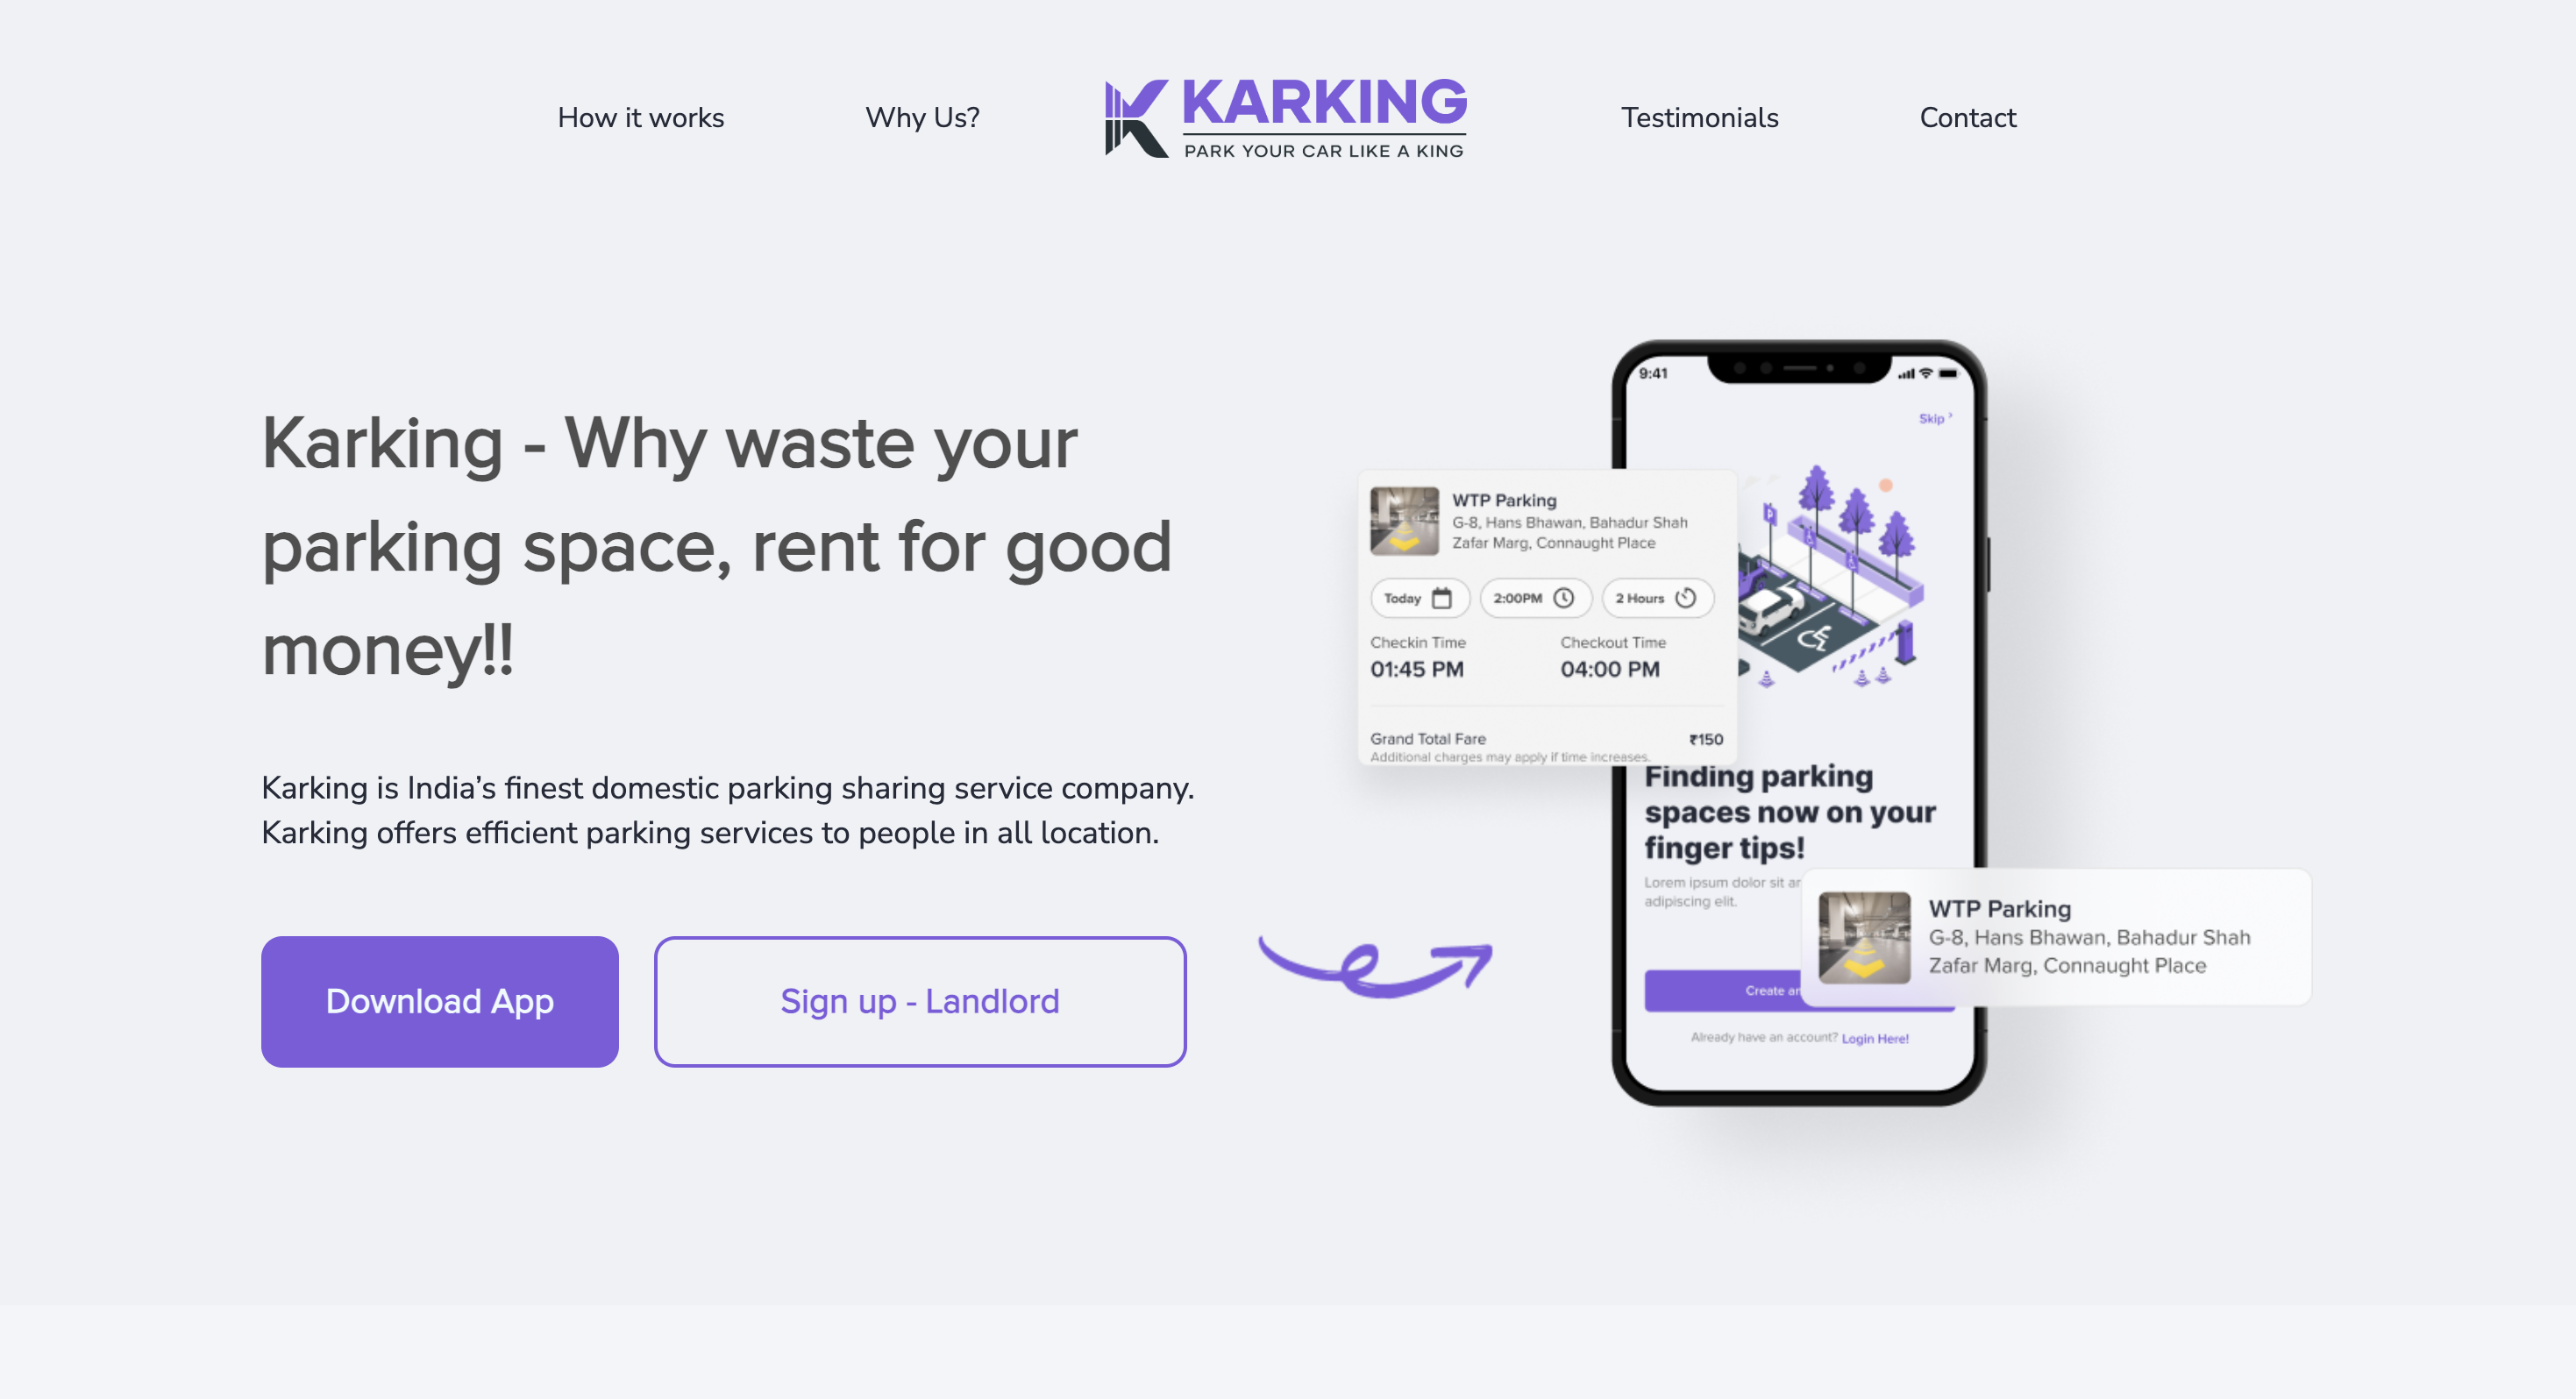 How it works
Why Us?
KARKING
PARK YOUR CAR LIKE A KING
Testimonials
Contact
Karking - Why waste your
parking space, rent for good
money!!
Karking is India’s finest domestic parking sharing service company.
Karking offers efficient parking services to people in all location.
Download App
Sign up - Landlord
9:41
Skip >
WTP Parking
G-8, Hans Bhawan, Bahadur Shah
Zafar Marg, Connaught Place
Today
2:00PM
2 Hours
Checkin Time
Checkout Time
01:45 PM
04:00 PM
Grand Total Fare
₹150
Additional charges may apply if time increases.
Finding parking
spaces now on your
finger tips!
Lorem ipsum dolor sit
adipiscing elit.
WTP Parking
G-8, Hans Bhawan, Bahadur Shah
Zafar Marg, Connaught Place
Create
Already have an account? Login Here!